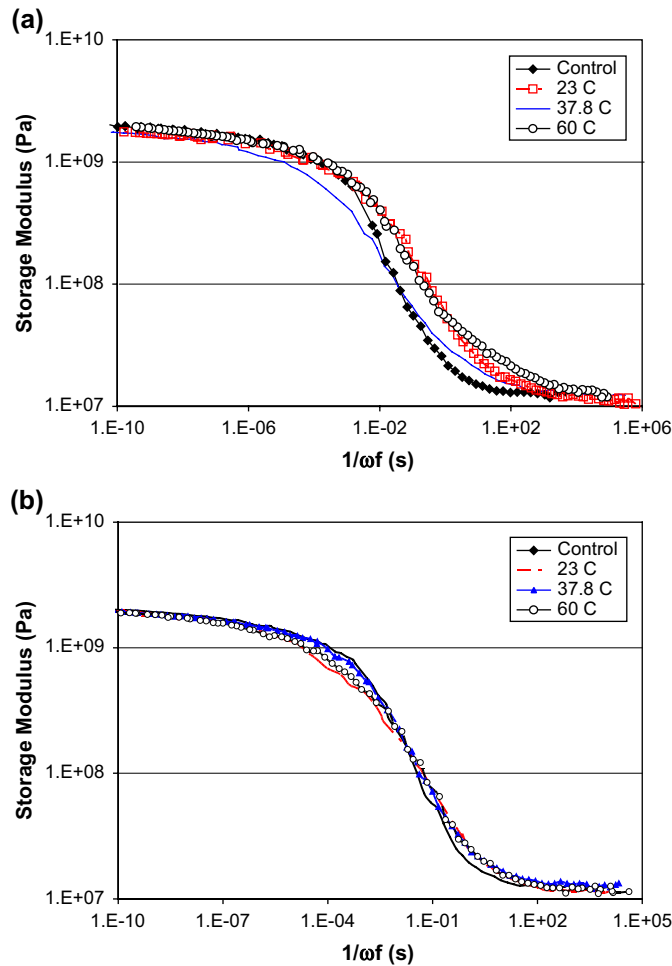 (a)
1.E+10
1.E+09
1.E+08
1.E+07
Storage Modulus (Pa)
Control
23 C
37.8 C
60 C
1.E-10 1.E-06 1.E-02 1.E+02 1.E+06
1/ωf (s)
(b)
1.E+10
1.E+09
1.E+08
1.E+07
Storage Modulus (Pa)
Control
23 C
37.8 C
60 C
1.E-10 1.E-07 1.E-04 1.E-01 1.E+02 1.E+05
1/ωf (s)